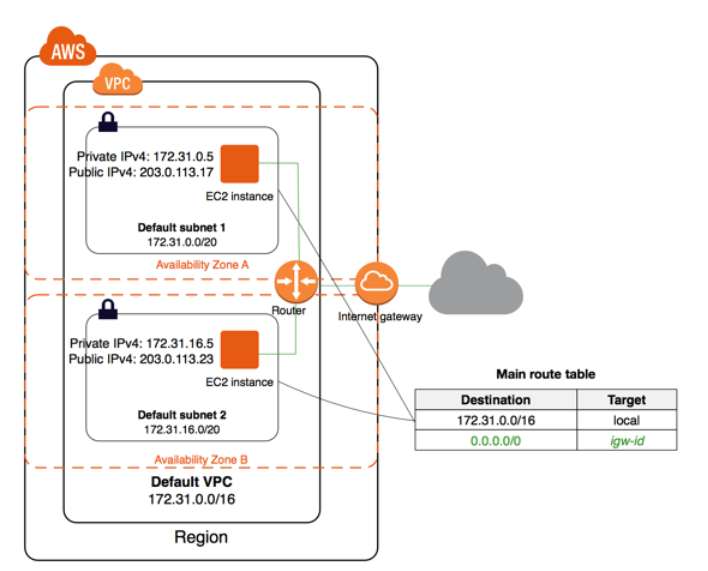 AWS
VPC
Private IPv4: 172.31.0.5
Public IPv4: 203.0.113.17
EC2 instance
Default subnet 1
172.31.0.0/20
Availability Zone A
Router
Internet gateway
Private IPv4: 172.31.16.5
Public IPv4: 203.0.113.23
EC2 instance
Default subnet 2
172.31.16.0/20
Availability Zone B
Default VPC
172.31.0.0/16
Region
Main route table
Destination Target
172.31.0.0/16 local
0.0.0.0/0 igw-id